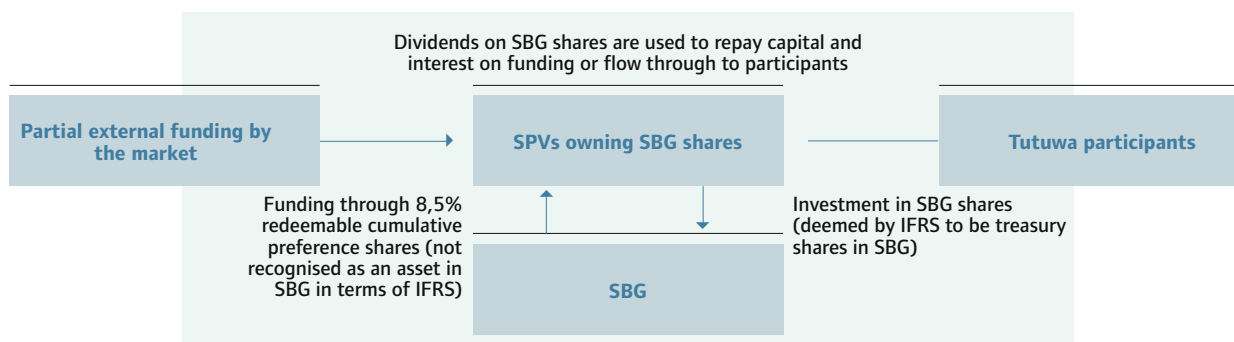 Dividends on SBG shares are used to repay capital and
interest on funding or flow through to participants
Partial external funding by
the market
SPVs owning SBG shares
Tutuwa participants
Funding through 8,5%
redeemable cumulative
preference shares (not
recognised as an asset in
SBG in terms of IFRS)
Investment in SBG shares
(deemed by IFRS to be treasury
shares in SBG)
SBG